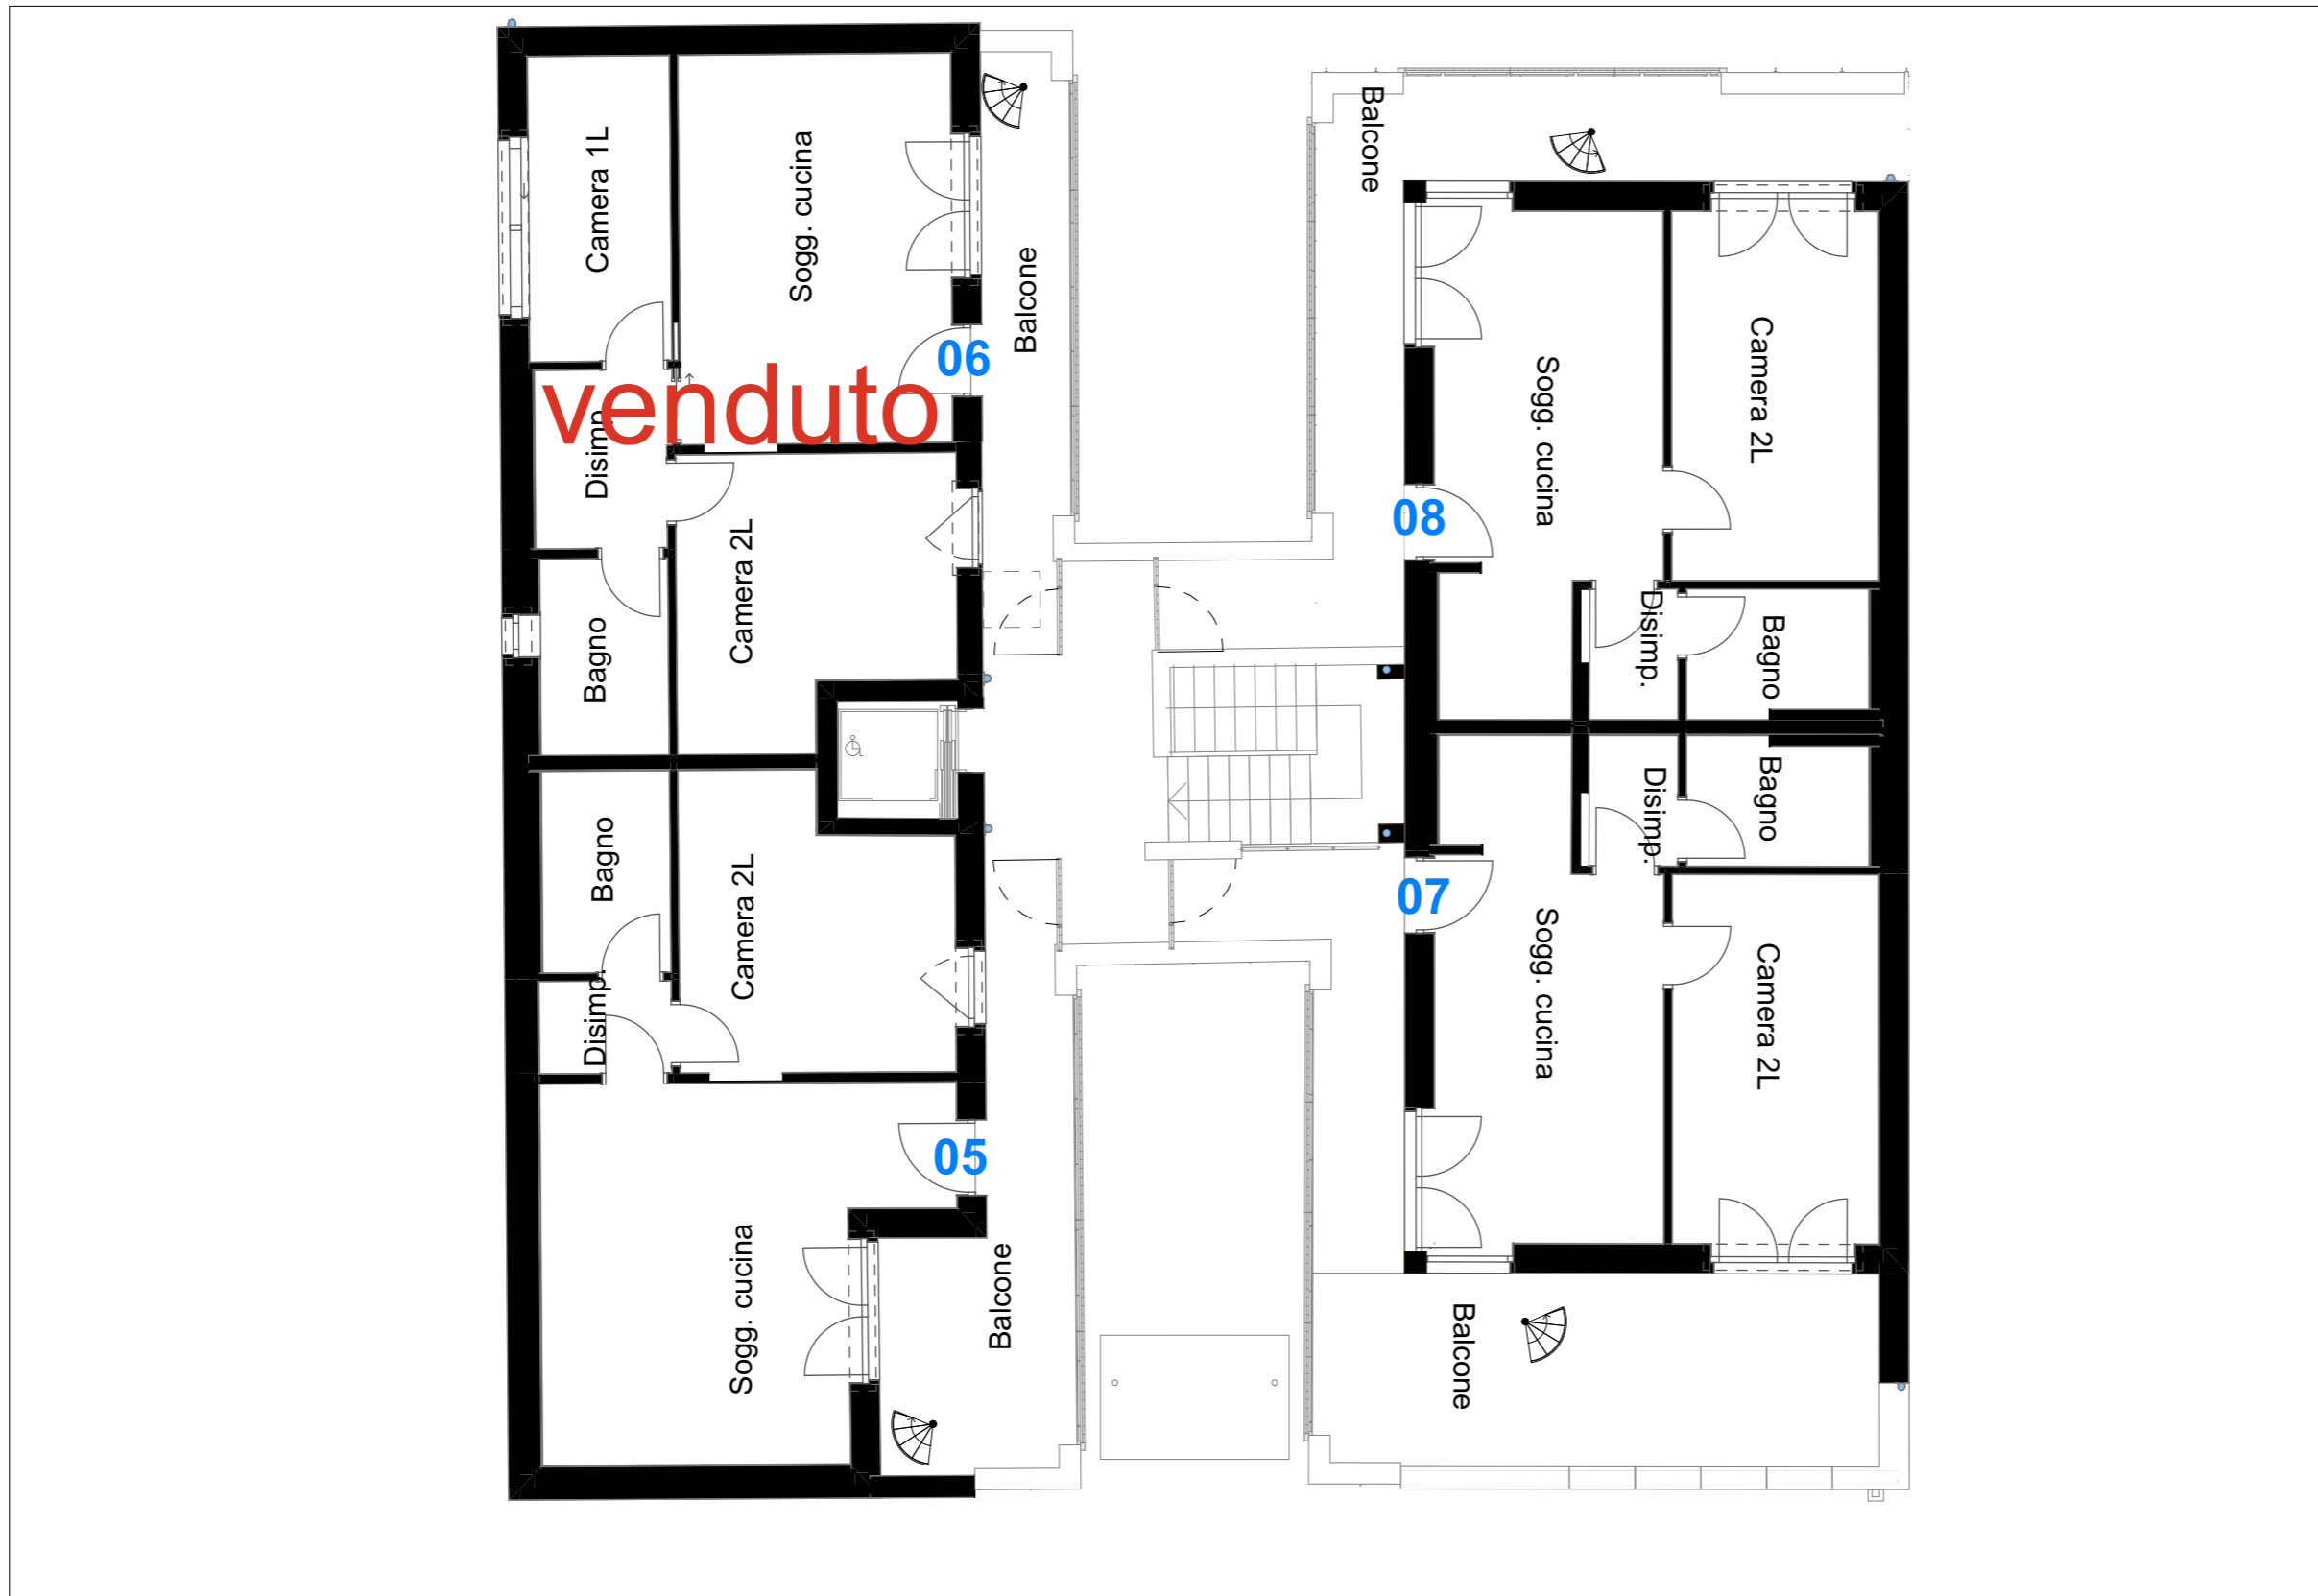 Camera 1L
Sogg. cucina
Balcone
06
venduto
Disimp.
Camera 2L
Bagno
Bagno
Camera 2L
Disimp.
05
Sogg. cucina
Balcone
Balcone
Sogg. cucina
Camera 2L
08
Disimp.
Bagno
Disimp.
Bagno
07
Sogg. cucina
Camera 2L
Balcone